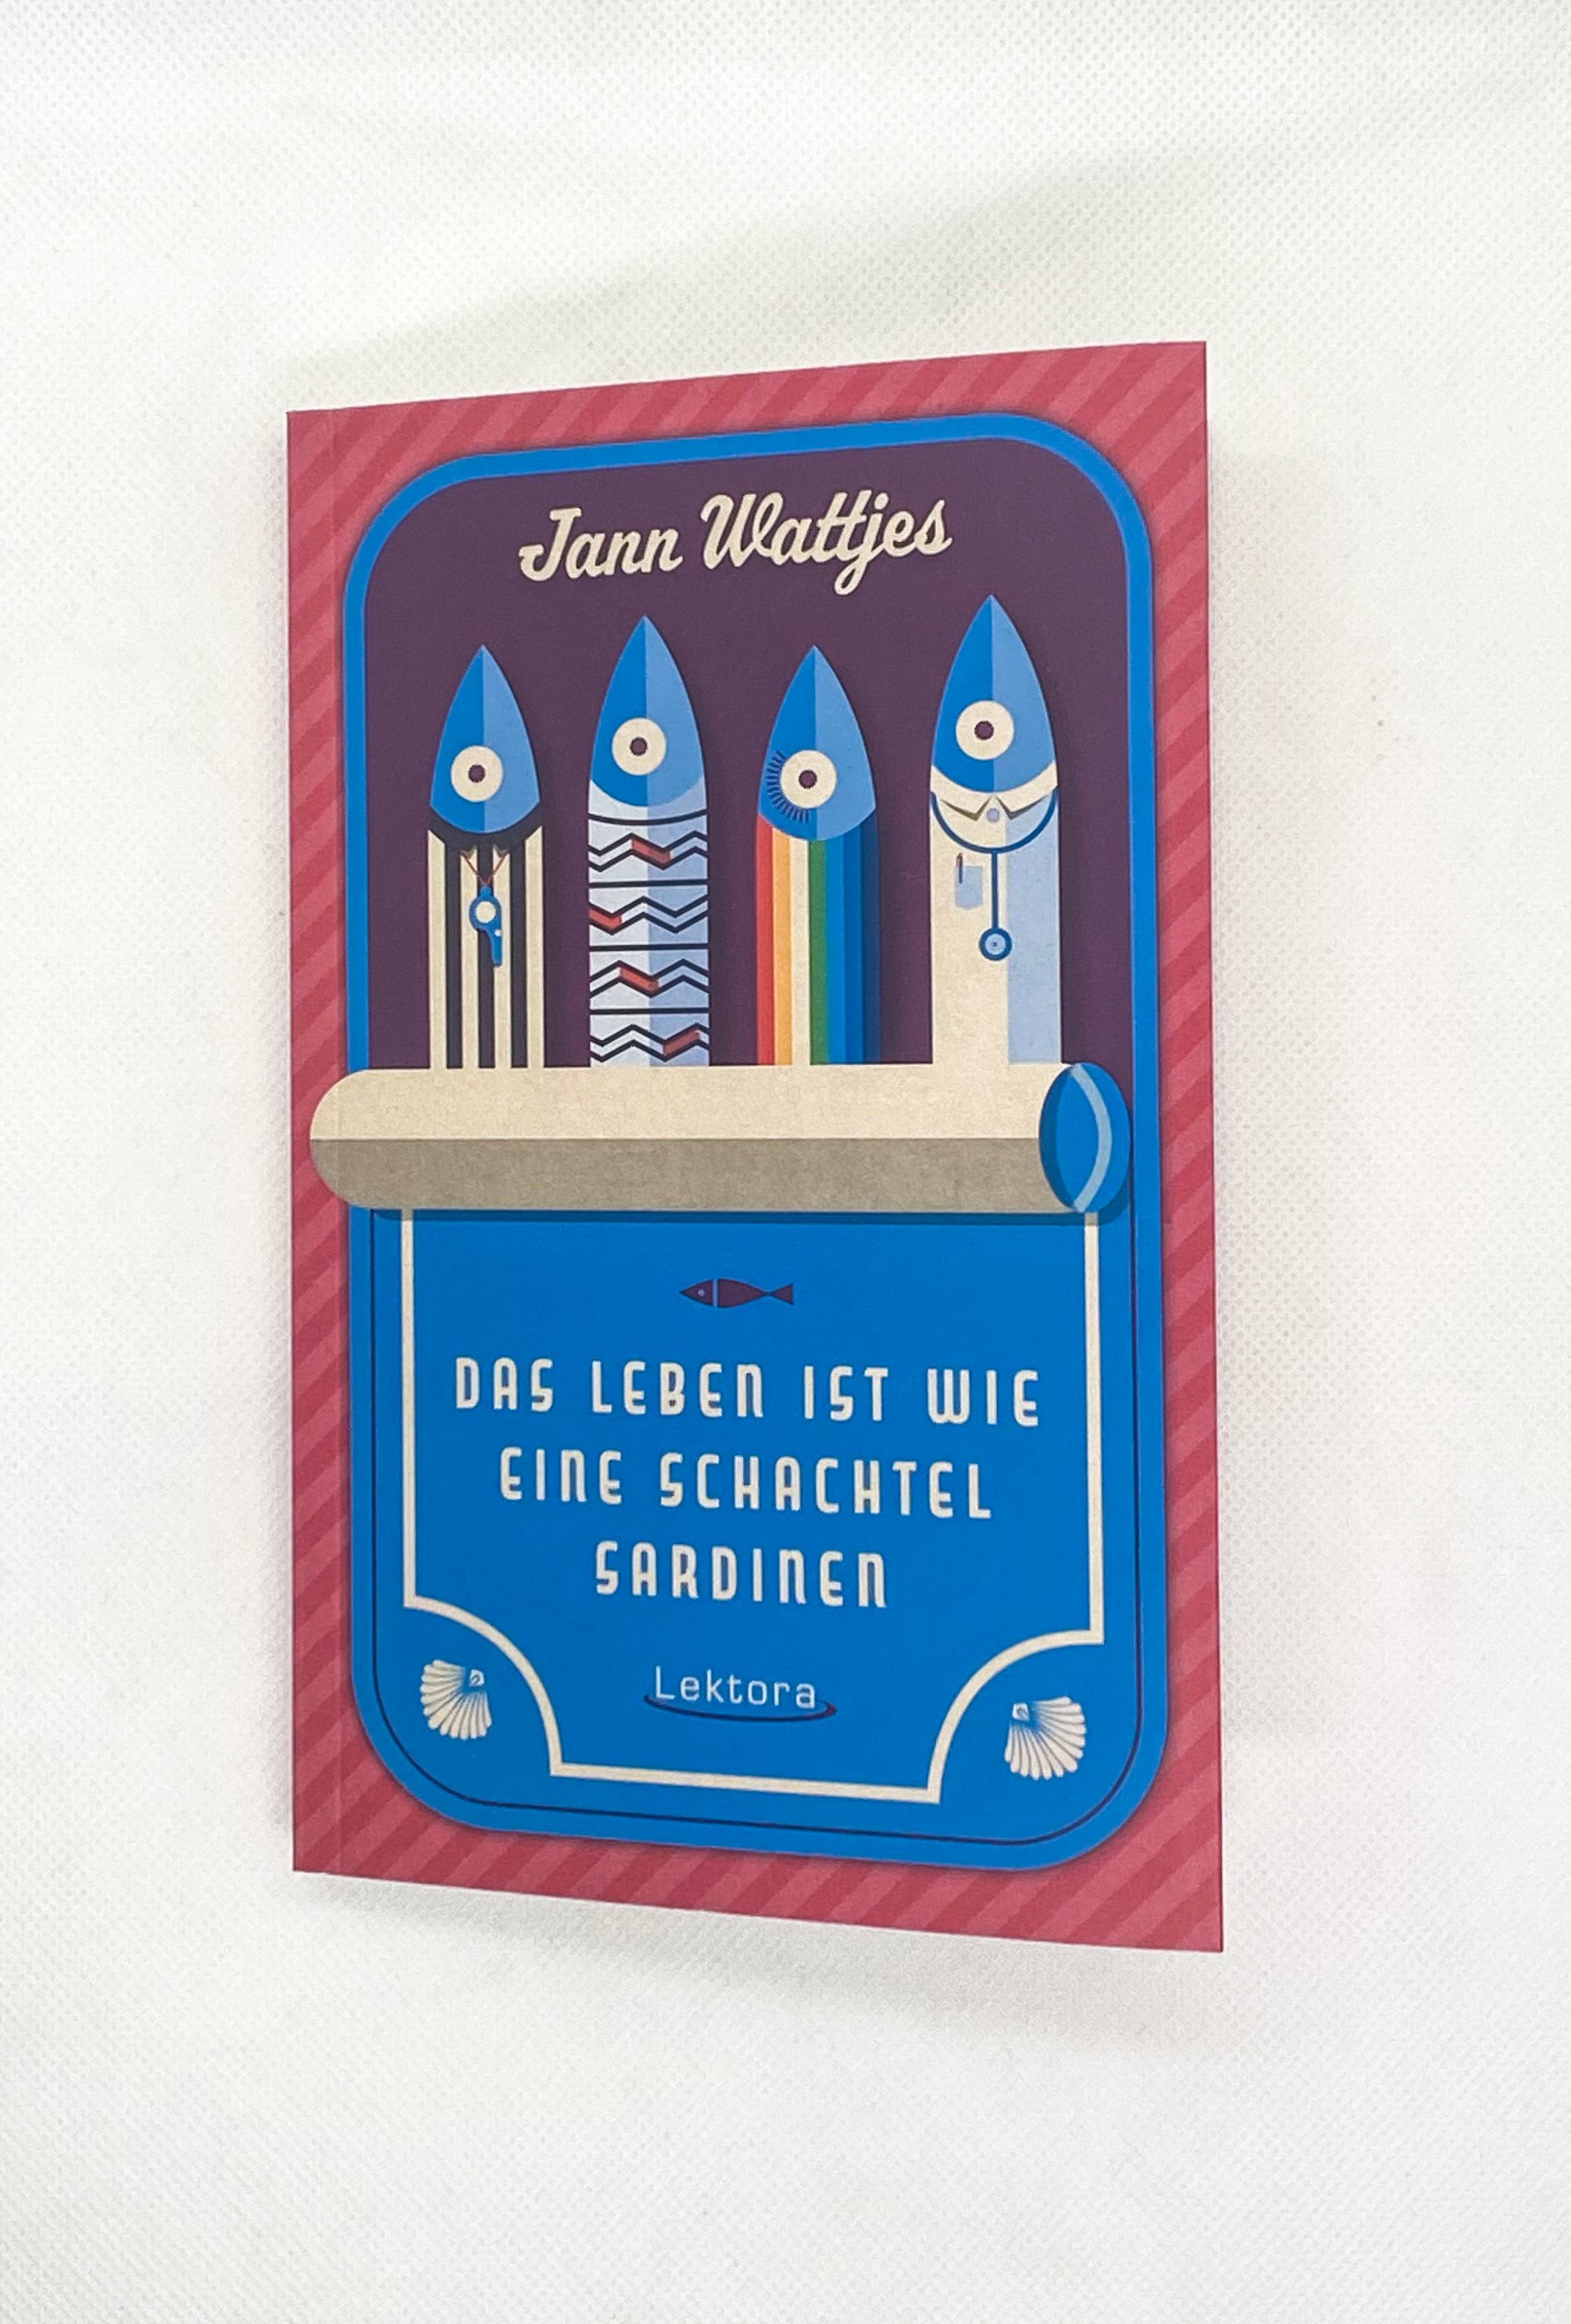 Jann Wattjes
DAS LEBEN IST WIE
EINE SCHACHTEL
SARDINEN
Lektora